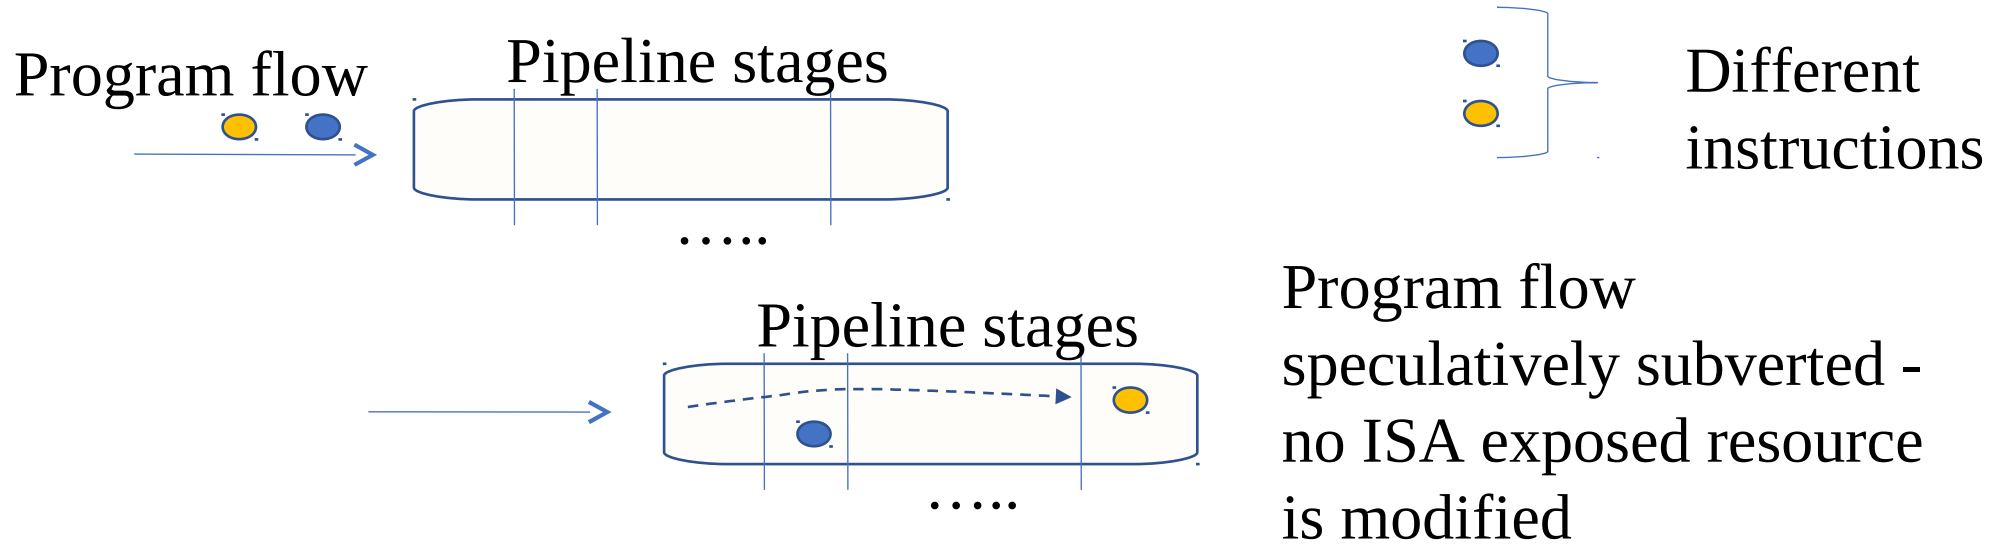 Program flow
Pipeline stages
…..
Different
instructions
Pipeline stages
…..
Program flow
speculatively subverted -
no ISA exposed resource
is modified